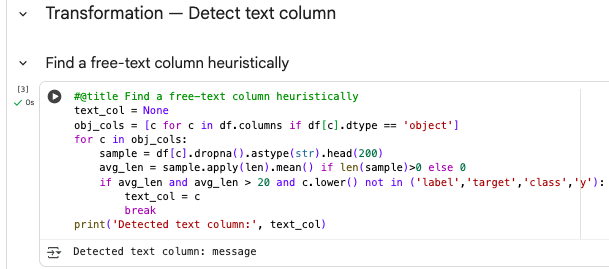 Transformation — Detect text column
Find a free-text column heuristically
[3]
0s
#@title Find a free-text column heuristically
text_col = None
obj_cols = [c for c in df.columns if df[c].dtype == 'object']
for c in obj_cols:
    sample = df[c].dropna().astype(str).head(200)
    avg_len = sample.apply(len).mean() if len(sample)>0 else 0
    if avg_len and avg_len > 20 and c.lower() not in ('label','target','class','y'):
        text_col = c
        break
print('Detected text column:', text_col)
Detected text column: message